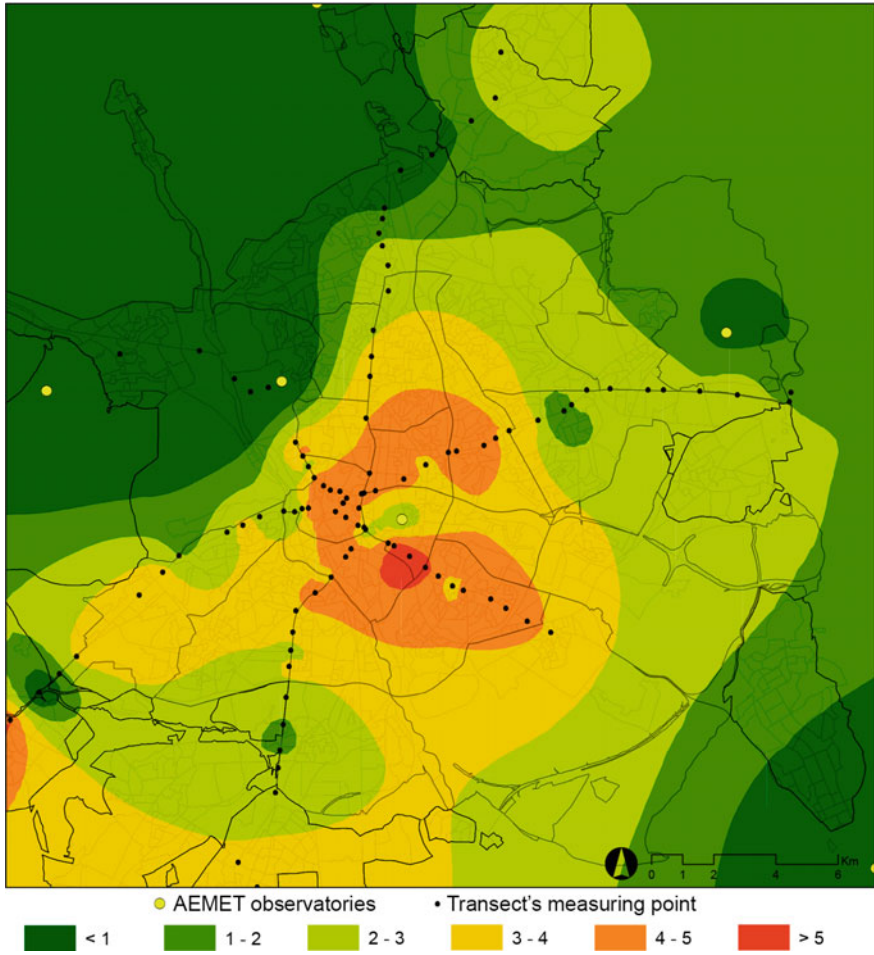 Km
0 2 4 6
AEMET observatories • Transect's measuring point
< 1 1 - 2 2 - 3 3 - 4 4 - 5 > 5